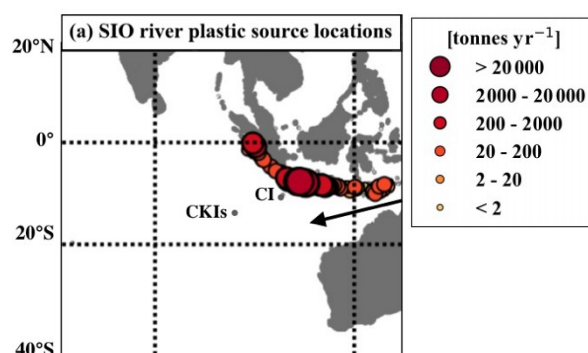 (a) SIO river plastic source locations
20°N
0°
20°S
40°S
CI
CKIs
[tonnes yr⁻¹]
> 20 000
2000 - 20 000
200 - 2000
20 - 200
2 - 20
< 2